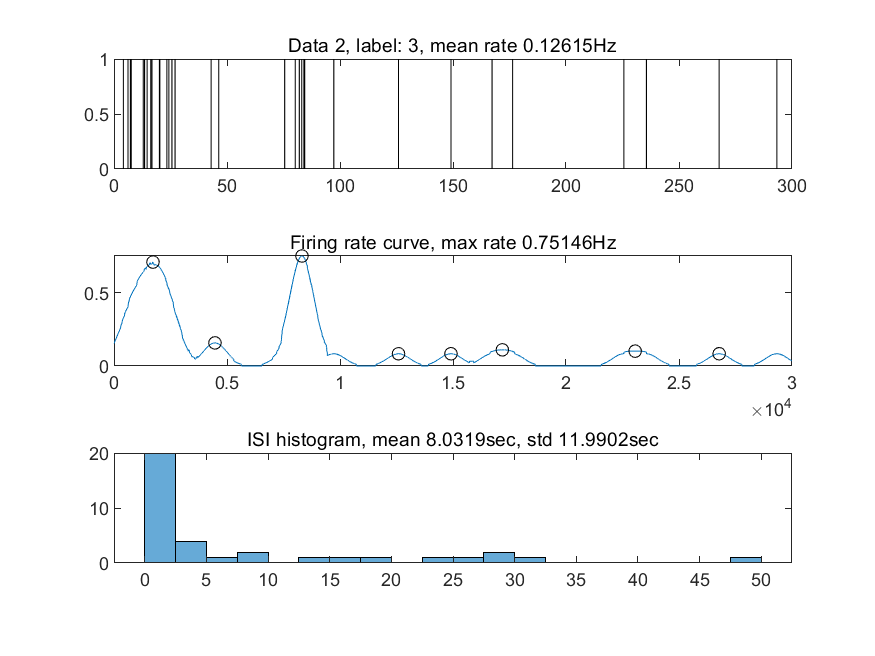 Data 2, label: 3, mean rate 0.12615Hz
1
0.5
0
0 50 100 150 200 250 300
Firing rate curve, max rate 0.75146Hz
0.5
0
0 0.5 1 1.5 2 2.5 3
×10^4
ISI histogram, mean 8.0319sec, std 11.9902sec
20
10
0
0 5 10 15 20 25 30 35 40 45 50